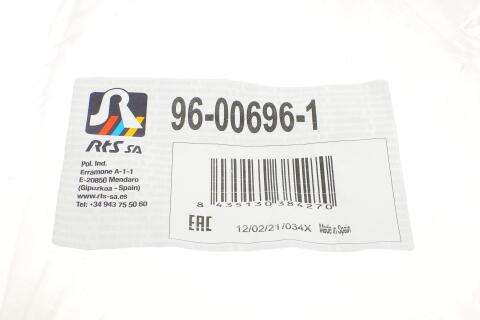 RTS SA
96-00696-1
Pol. Ind.
Erramone A-1-1
E-20850 Mendaro
(Gipuzkoa - Spain)
www.rts-sa.es
Tel: +34 943 75 50 60
8 435130 384270
EAC
12/02/21/034X Made in Spain